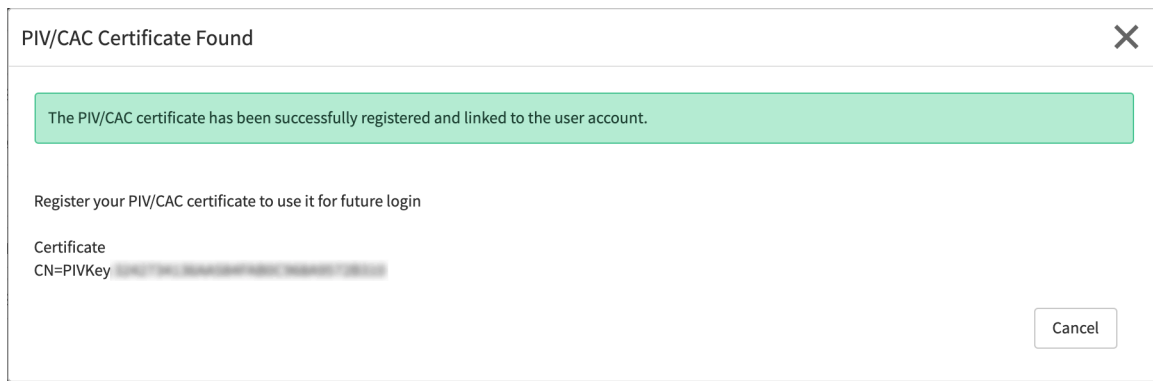 PIV/CAC Certificate Found
The PIV/CAC certificate has been successfully registered and linked to the user account.
Register your PIV/CAC certificate to use it for future login
Certificate
CN=PIVKey
Cancel